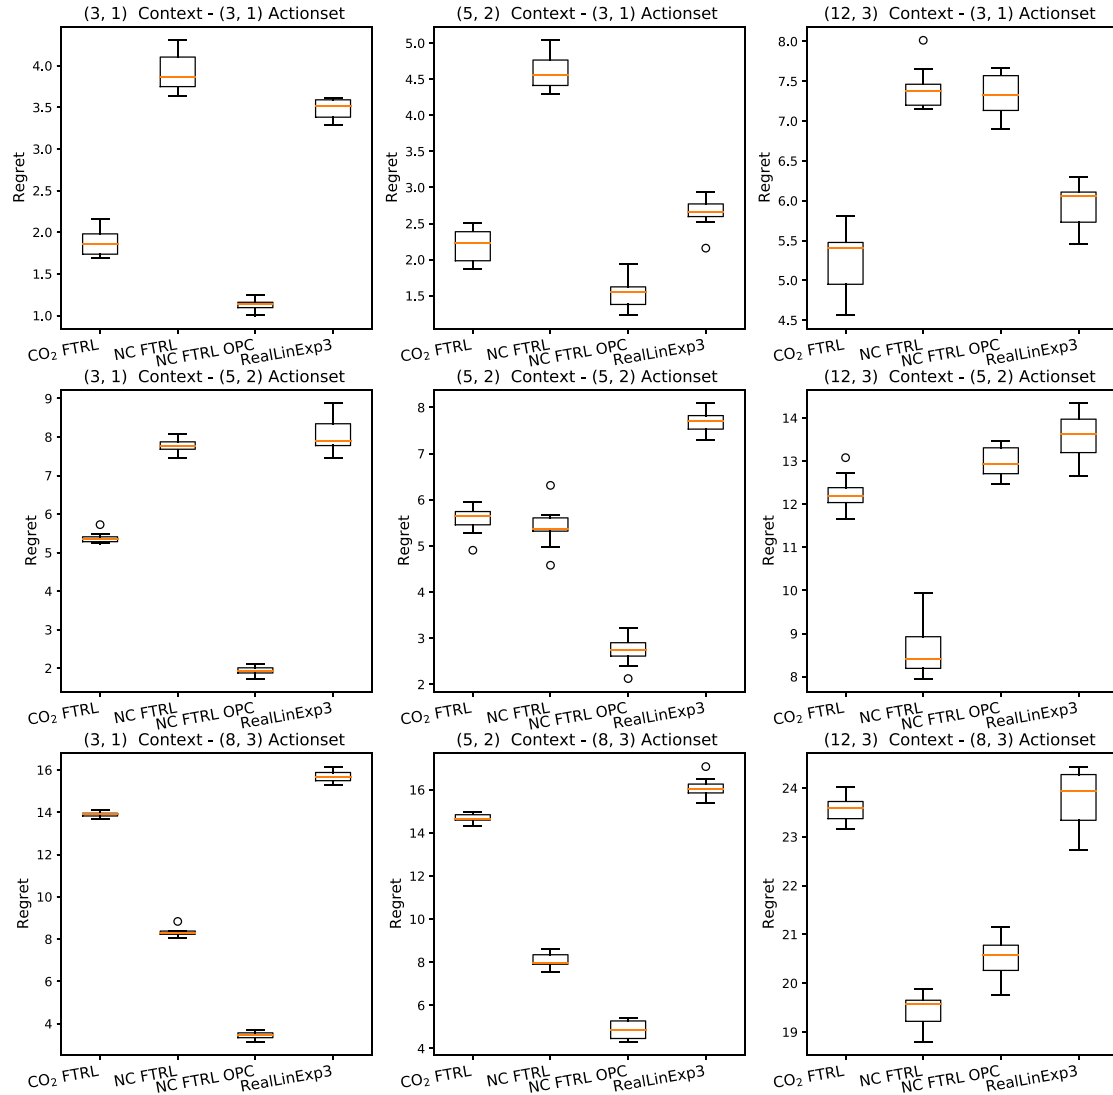 (3, 1)  Context - (3, 1) Actionset
Regret
4.0
3.5
3.0
2.5
2.0
1.5
1.0
CO₂ FTRL
NC FTRL
NC FTRL OPC
RealLinExp3
(5, 2)  Context - (3, 1) Actionset
Regret
5.0
4.5
4.0
3.5
3.0
2.5
2.0
1.5
CO₂ FTRL
NC FTRL
NC FTRL OPC
RealLinExp3
(12, 3)  Context - (3, 1) Actionset
Regret
8.0
7.5
7.0
6.5
6.0
5.5
5.0
4.5
CO₂ FTRL
NC FTRL
NC FTRL OPC
RealLinExp3
(3, 1)  Context - (5, 2) Actionset
Regret
9
8
7
6
5
4
3
2
CO₂ FTRL
NC FTRL
NC FTRL OPC
RealLinExp3
(5, 2)  Context - (5, 2) Actionset
Regret
8
7
6
5
4
3
2
CO₂ FTRL
NC FTRL
NC FTRL OPC
RealLinExp3
(12, 3)  Context - (5, 2) Actionset
Regret
14
13
12
11
10
9
8
CO₂ FTRL
NC FTRL
NC FTRL OPC
RealLinExp3
(3, 1)  Context - (8, 3) Actionset
Regret
16
14
12
10
8
6
4
CO₂ FTRL
NC FTRL
NC FTRL OPC
RealLinExp3
(5, 2)  Context - (8, 3) Actionset
Regret
16
14
12
10
8
6
4
CO₂ FTRL
NC FTRL
NC FTRL OPC
RealLinExp3
(12, 3)  Context - (8, 3) Actionset
Regret
24
23
22
21
20
19
CO₂ FTRL
NC FTRL
NC FTRL OPC
RealLinExp3